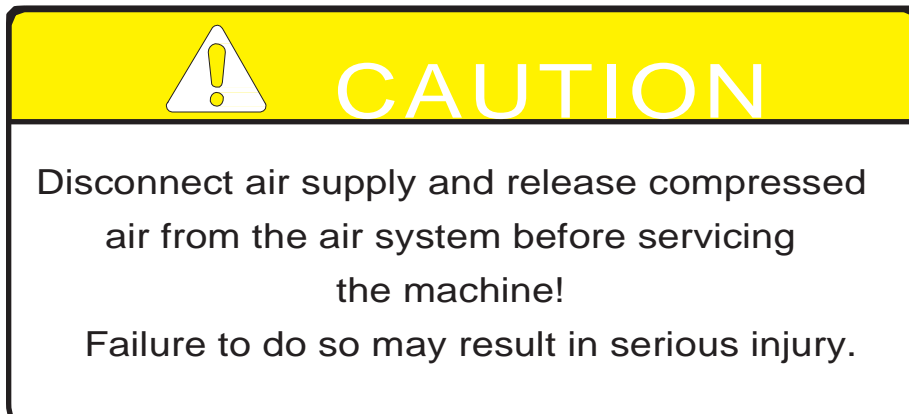 CAUTION
Disconnect air supply and release compressed
air from the air system before servicing
the machine!
Failure to do so may result in serious injury.